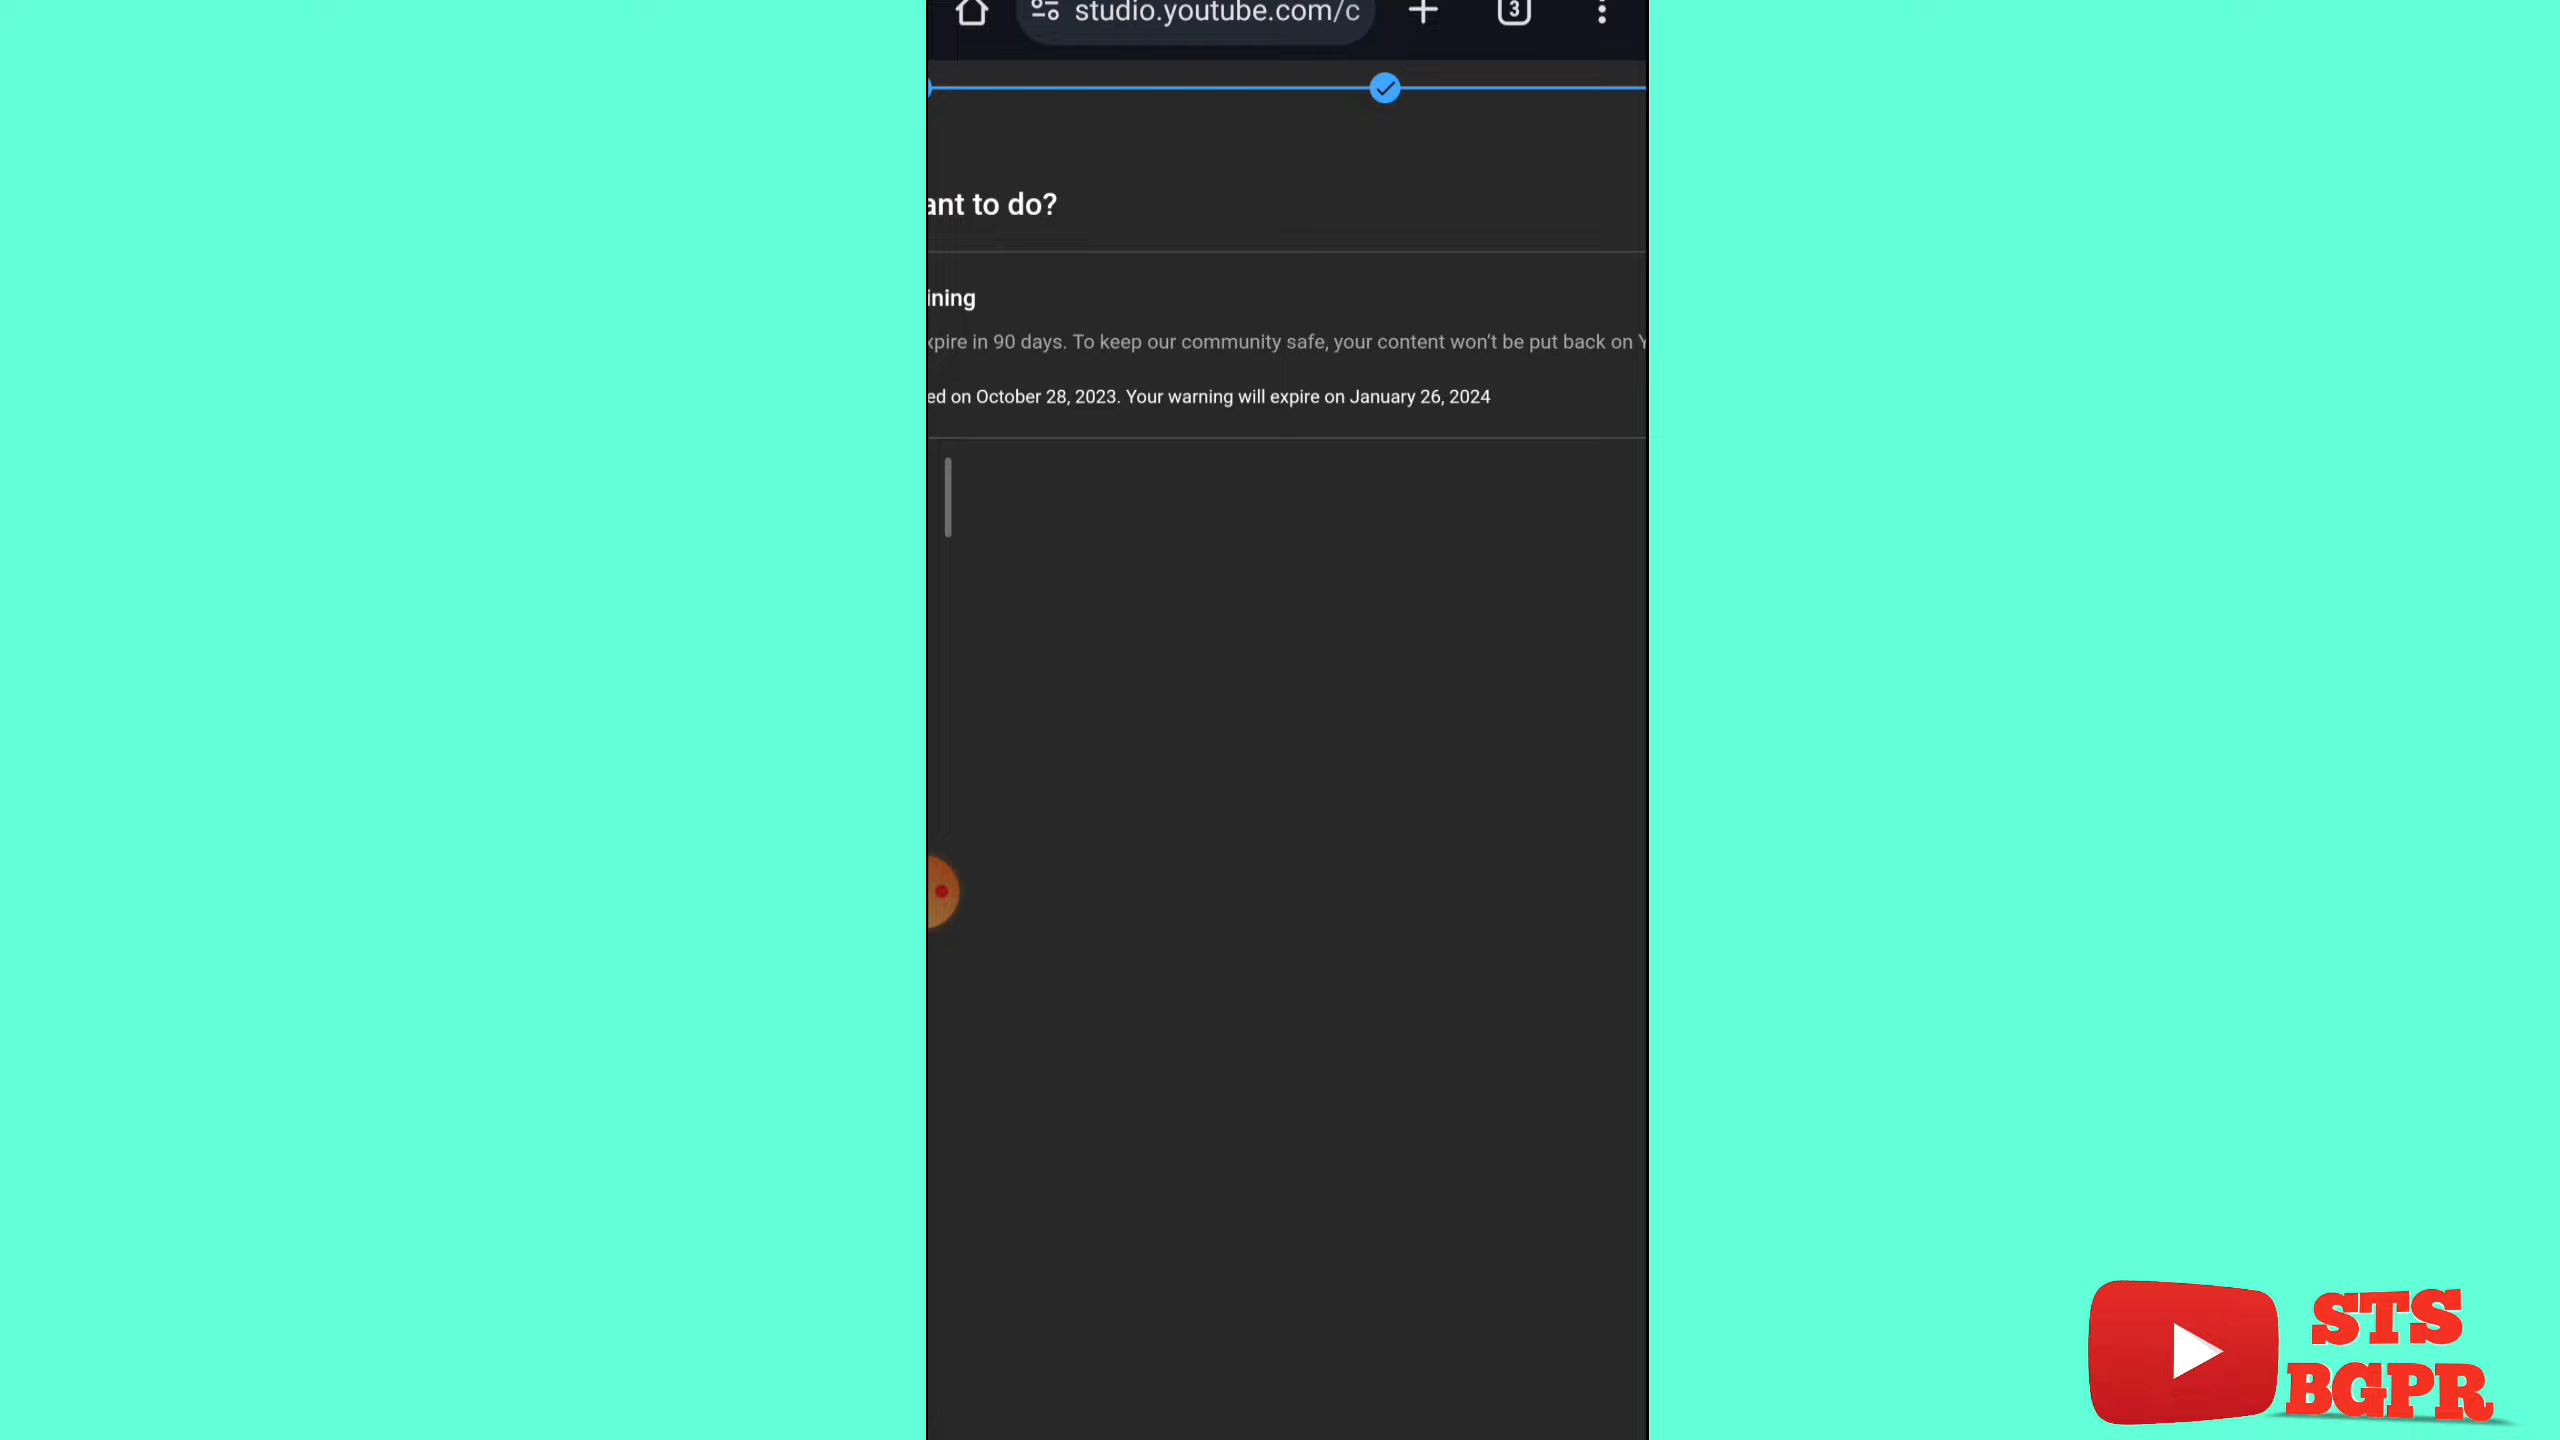 studio.youtube.com/c
3
ant to do?
ining
xpire in 90 days. To keep our community safe, your content won't be put back on Y
ed on October 28, 2023. Your warning will expire on January 26, 2024
STS
BGPR